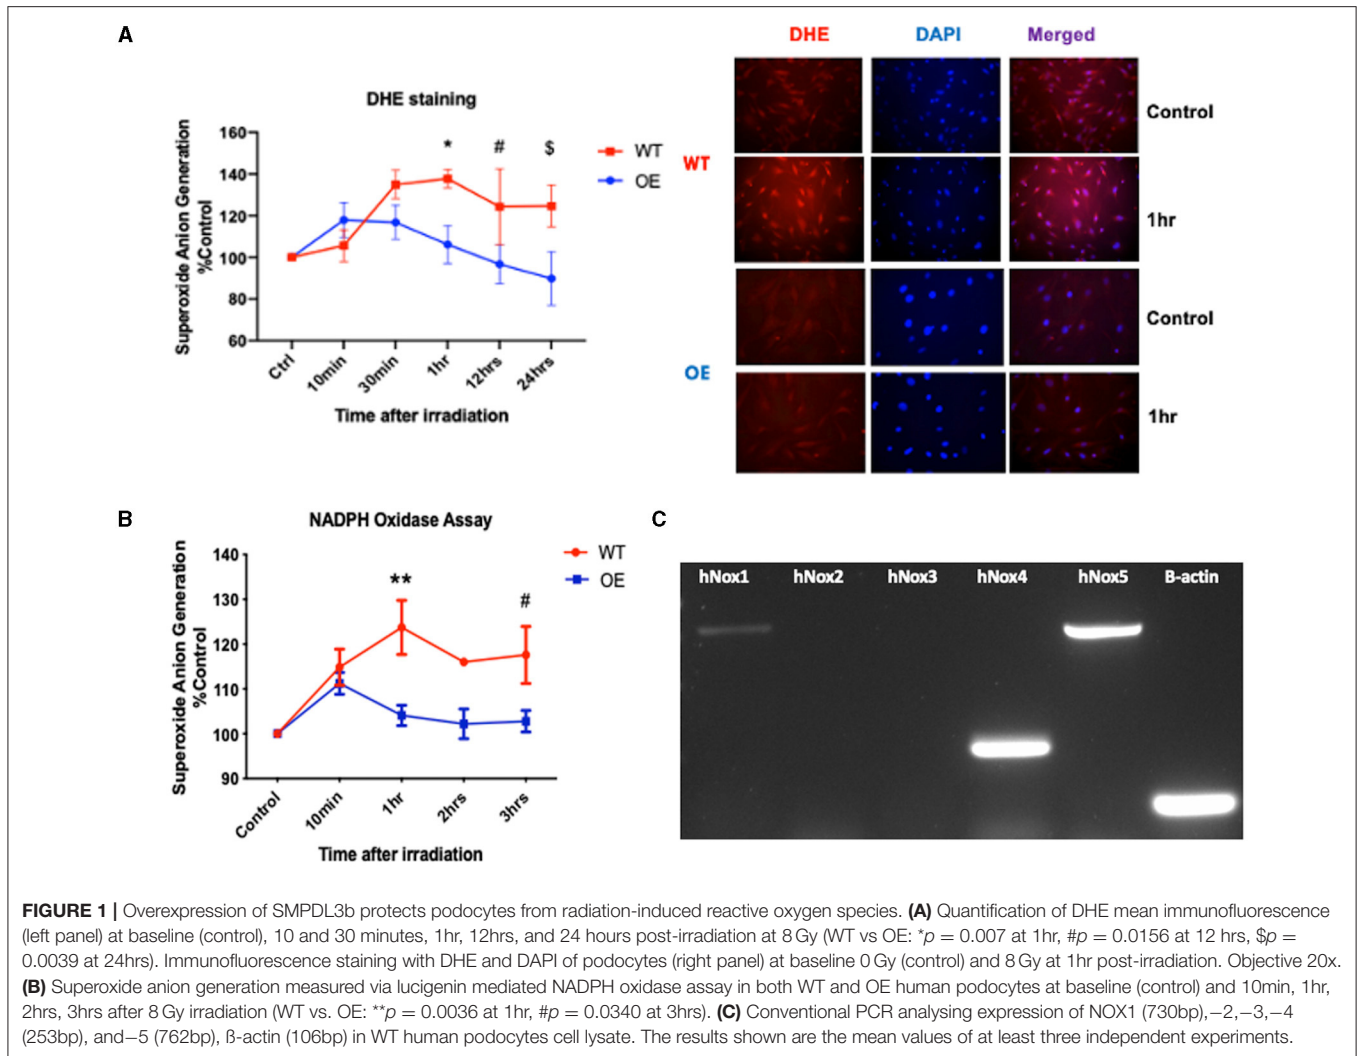 A
DHE staining
Superoxide Anion Generation
%Control
160
140
120
100
80
60
* # $
WT
OE
Ctrl
10min
30min
1hr
12hrs
24hrs
Time after irradiation
DHE DAPI Merged
WT
Control
1hr
OE
Control
1hr
B
NADPH Oxidase Assay
Superoxide Anion Generation
%Control
140
130
120
110
100
90
** #
WT
OE
Control
10min
1hr
2hrs
3hrs
Time after irradiation
C
hNox1 hNox2 hNox3 hNox4 hNox5 B-actin
FIGURE 1 | Overexpression of SMPDL3b protects podocytes from radiation-induced reactive oxygen species. (A) Quantification of DHE mean immunofluorescence
(left panel) at baseline (control), 10 and 30 minutes, 1hr, 12hrs, and 24 hours post-irradiation at 8 Gy (WT vs OE: *p = 0.007 at 1hr, #p = 0.0156 at 12 hrs, $p =
0.0039 at 24hrs). Immunofluorescence staining with DHE and DAPI of podocytes (right panel) at baseline 0 Gy (control) and 8 Gy at 1hr post-irradiation. Objective 20x.
(B) Superoxide anion generation measured via lucigenin mediated NADPH oxidase assay in both WT and OE human podocytes at baseline (control) and 10min, 1hr,
2hrs, 3hrs after 8 Gy irradiation (WT vs. OE: **p = 0.0036 at 1hr, #p = 0.0340 at 3hrs). (C) Conventional PCR analysing expression of NOX1 (730bp),−2,−3,−4
(253bp), and−5 (762bp), ß-actin (106bp) in WT human podocytes cell lysate. The results shown are the mean values of at least three independent experiments.